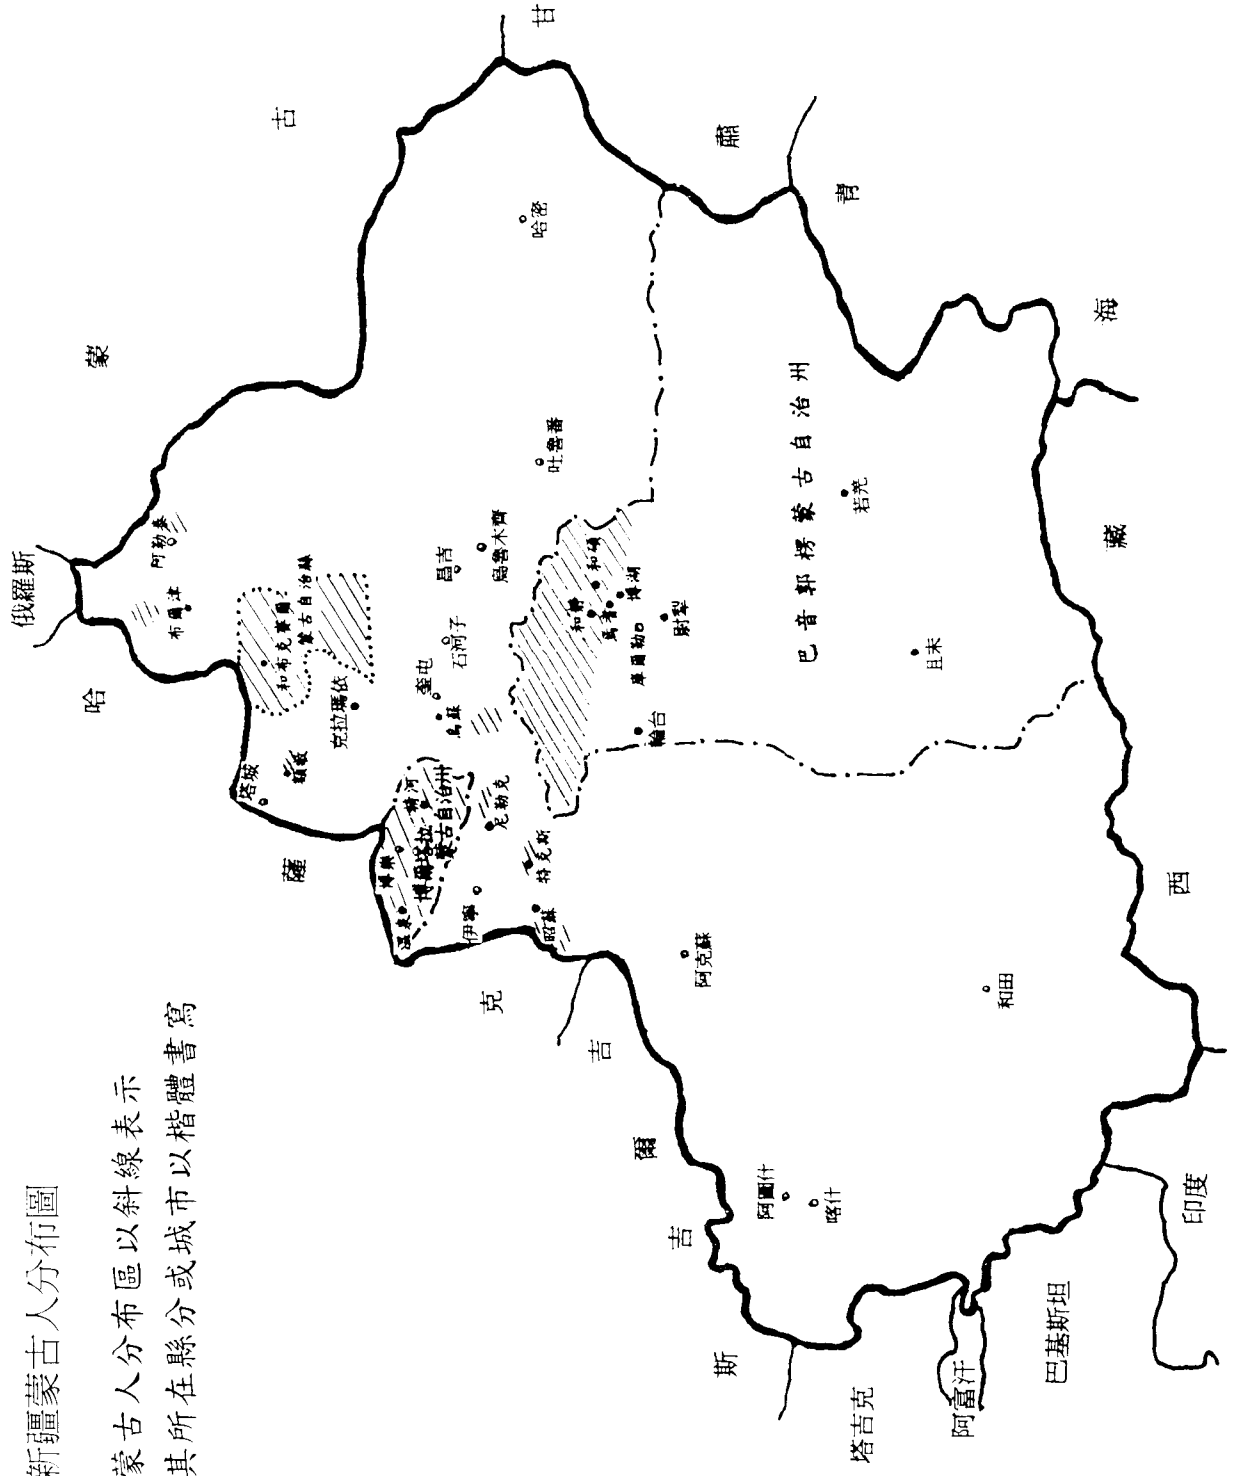 新疆蒙古人分布圖
蒙古人分布區以斜線表示
其所在縣分或城市以楷體書寫
俄羅斯
蒙
古
甘
肅
青
海
西
藏
印度
巴基斯坦
阿富汗
塔吉克
吉
爾
吉
斯
哈
薩
克
阿勒泰
布爾津
和布克賽爾
蒙古自治縣
克拉瑪依
塔城
額敏
溫泉
博樂
精河
博爾塔拉
蒙古自治州
奎屯
烏蘇
石河子
昌吉
烏魯木齊
吐魯番
哈密
伊寧
尼勒克
特克斯
昭蘇
和靜
和碩
焉耆
博湖
庫爾勒
尉犁
輪台
巴音郭楞蒙古自治州
若羌
且末
阿克蘇
和田
阿圖什
喀什